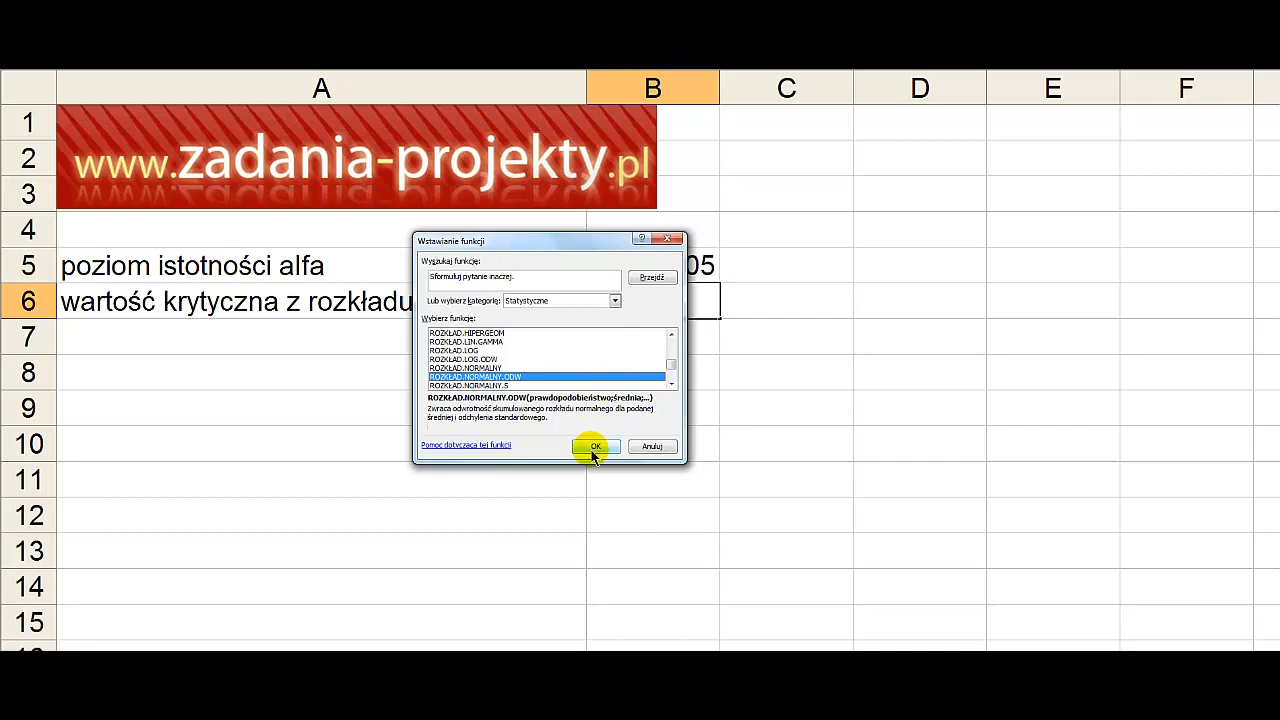 A B C D E F
1
www.zadania-projekty.pl
2
3
4
5 poziom istotności alfa 05
6 wartość krytyczna z rozkładu
7
8
9
10
11
12
13
14
15
Wstawianie funkcji
Wyszukaj funkcję:
Sformułuj pytanie inaczej.
Przejdź
Lub wybierz kategorię: Statystyczne
Wybierz funkcję:
ROZKŁAD.HIPERGEOM
ROZKŁAD.LIN.GAMMA
ROZKŁAD.LOG
ROZKŁAD.LOG.ODW
ROZKŁAD.NORMALNY
ROZKŁAD.NORMALNY.ODW
ROZKŁAD.NORMALNY.S
ROZKŁAD.NORMALNY.ODW(prawdopodobieństwo;średnia;...)
Zwraca odwrotność skumulowanego rozkładu normalnego dla podanej
średniej i odchylenia standardowego.
Pomoc dotycząca tej funkcji
OK Anuluj